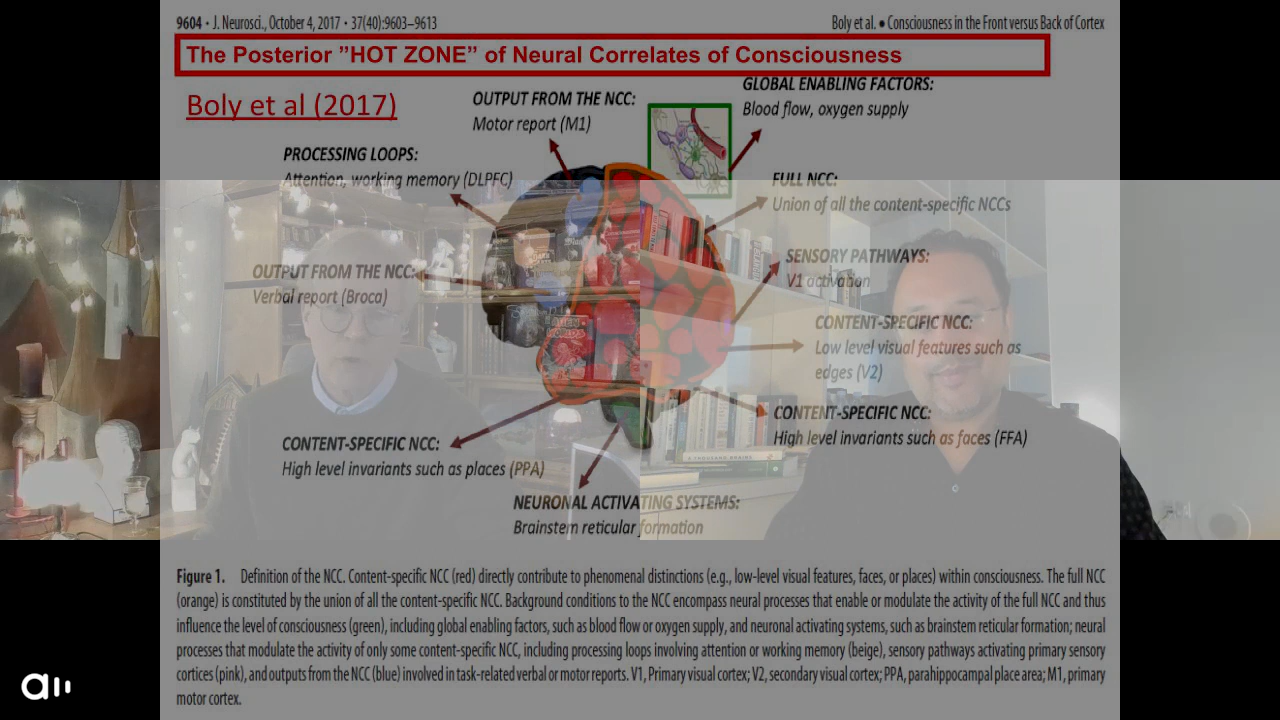 9604 • J. Neurosci., October 4, 2017 • 37(40):9603–9613
Boly et al. • Consciousness in the Front versus Back of Cortex
The Posterior ”HOT ZONE” of Neural Correlates of Consciousness
Boly et al (2017)
GLOBAL ENABLING FACTORS:
Blood flow, oxygen supply
OUTPUT FROM THE NCC:
Motor report (M1)
PROCESSING LOOPS:
Attention, working memory (DLPFC)
FULL NCC:
Union of all the content-specific NCCs
SENSORY PATHWAYS:
V1 activation
OUTPUT FROM THE NCC:
Verbal report (Broca)
CONTENT-SPECIFIC NCC:
Low level visual features such as
edges (V2)
CONTENT-SPECIFIC NCC:
High level invariants such as faces (FFA)
CONTENT-SPECIFIC NCC:
High level invariants such as places (PPA)
NEURONAL ACTIVATING SYSTEMS:
Brainstem reticular formation
Figure 1. Definition of the NCC. Content-specific NCC (red) directly contribute to phenomenal distinctions (e.g., low-level visual features, faces, or places) within consciousness. The full NCC
(orange) is constituted by the union of all the content-specific NCC. Background conditions to the NCC encompass neural processes that enable or modulate the activity of the full NCC and thus
influence the level of consciousness (green), including global enabling factors, such as blood flow or oxygen supply, and neuronal activating systems, such as brainstem reticular formation; neural
processes that modulate the activity of only some content-specific NCC, including processing loops involving attention or working memory (beige), sensory pathways activating primary sensory
cortices (pink), and outputs from the NCC (blue) involved in task-related verbal or motor reports. V1, Primary visual cortex; V2, secondary visual cortex; PPA, parahippocampal place area; M1, primary
motor cortex.